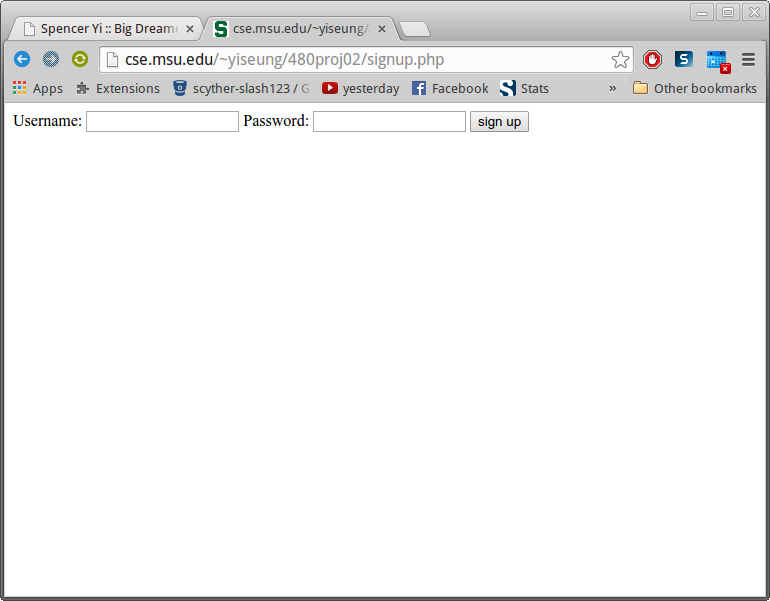 Spencer Yi :: Big Dream
cse.msu.edu/~yiseung/
cse.msu.edu/~yiseung/480proj02/signup.php
Apps Extensions scyther-slash123 / G yesterday Facebook Stats » Other bookmarks
Username: Password: sign up